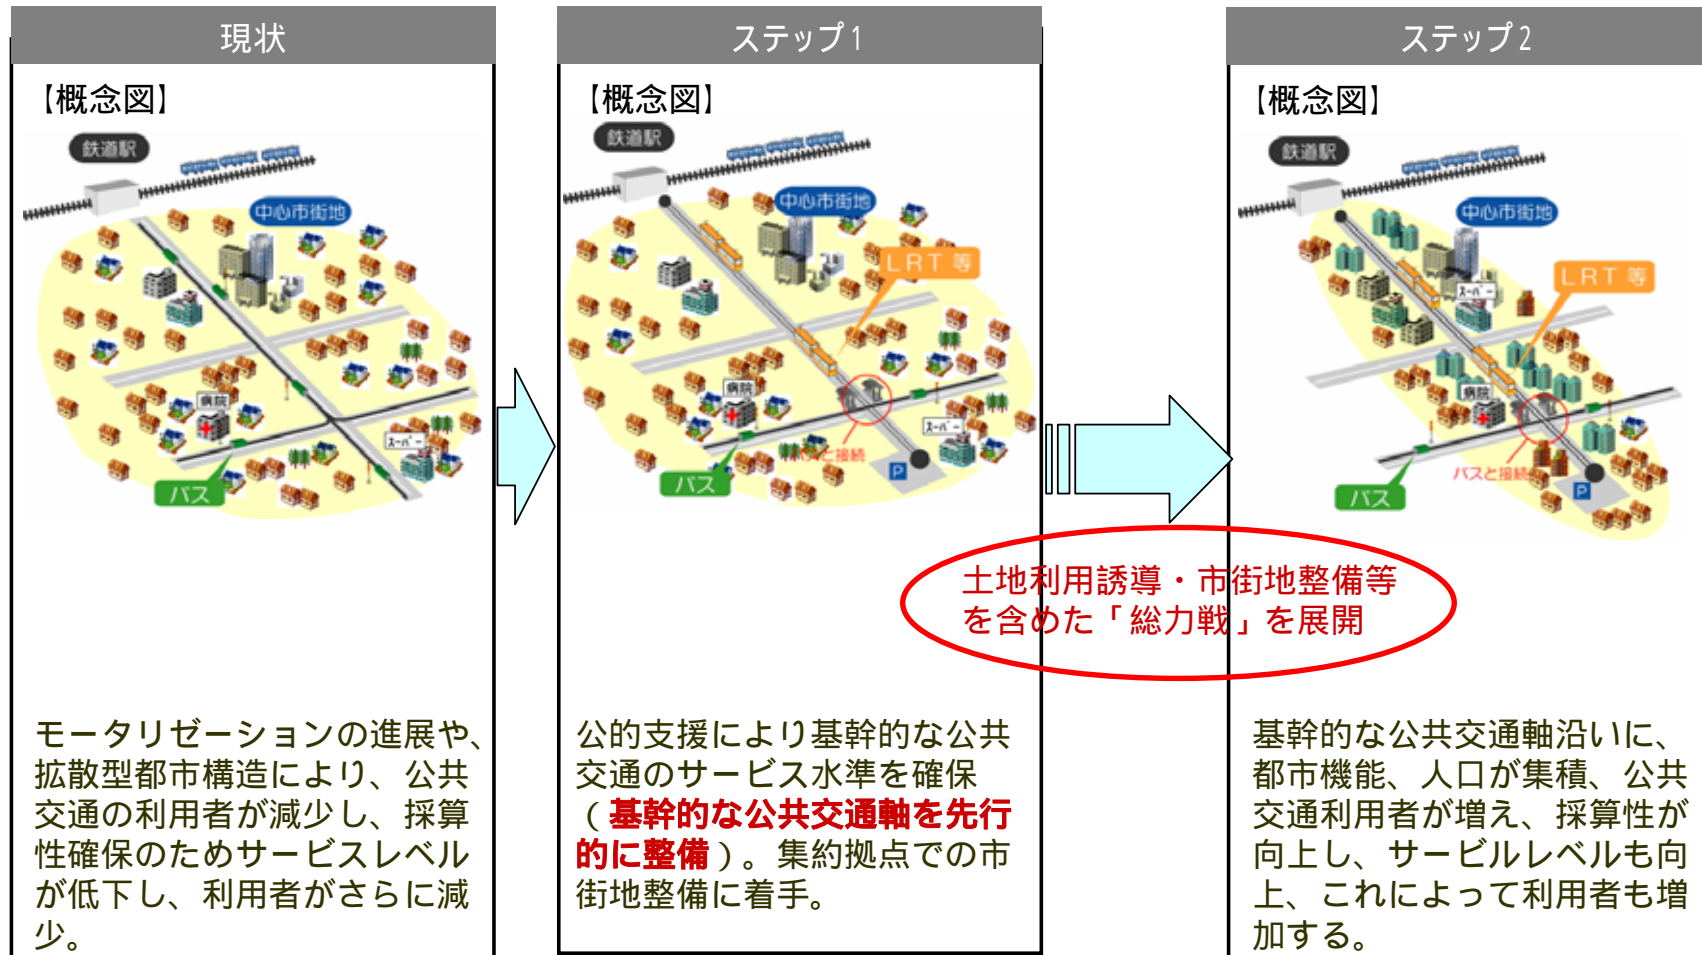 現状
【概念図】
鉄道駅
中心市街地
病院
スーパー
バス
モータリゼーションの進展や、
拡散型都市構造により、公共
交通の利用者が減少し、採算
性確保のためサービスレベル
が低下し、利用者がさらに減
少。
ステップ1
【概念図】
鉄道駅
中心市街地
LRT等
病院
スーパー
バスと接続
P
バス
公的支援により基幹的な公共
交通のサービス水準を確保
（基幹的な公共交通軸を先行
的に整備）。集約拠点での市
街地整備に着手。
土地利用誘導・市街地整備等
を含めた「総力戦」を展開
ステップ2
【概念図】
鉄道駅
中心市街地
スーパー
LRT等
病院
バスと接続
P
バス
基幹的な公共交通軸沿いに、
都市機能、人口が集積、公共
交通利用者が増え、採算性が
向上し、サービルレベルも向
上、これによって利用者も増
加する。